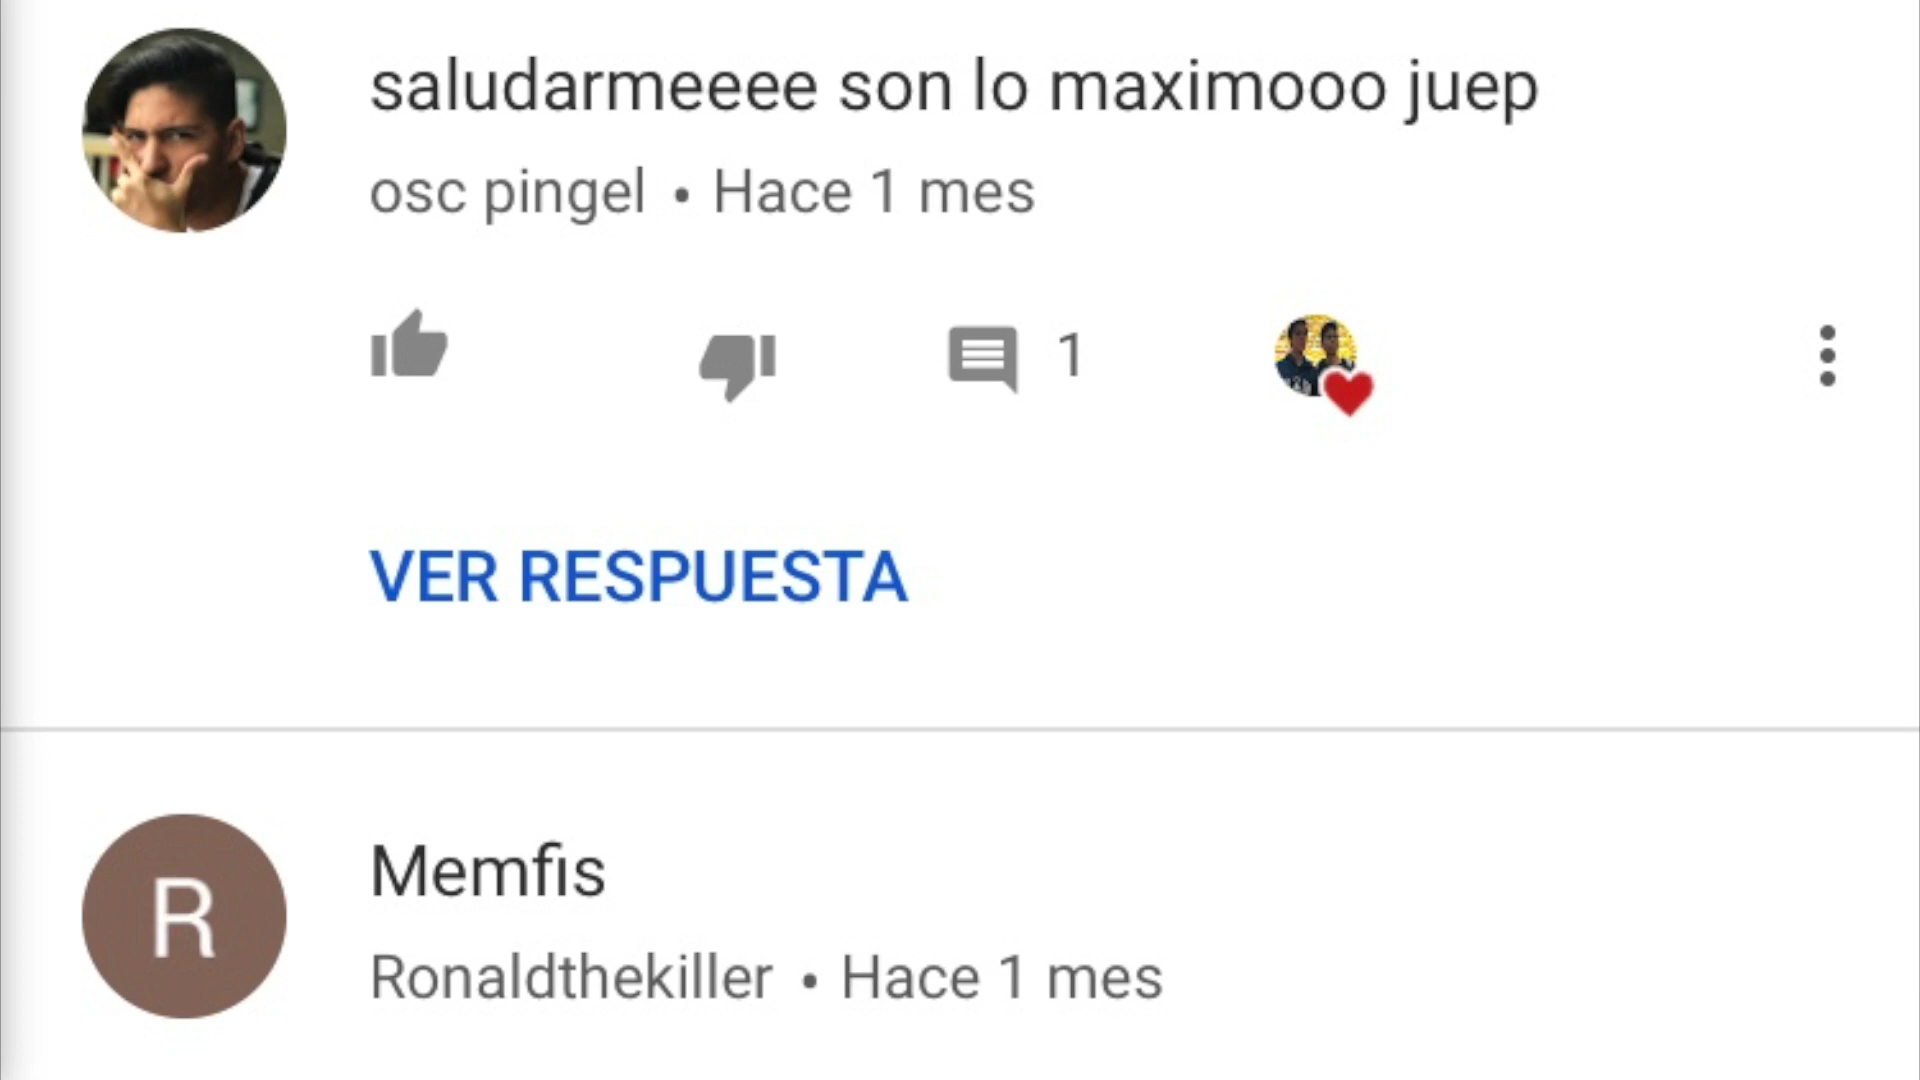 saludarmeeee son lo maximooo juep
osc pingel • Hace 1 mes
1
VER RESPUESTA
R
Memfis
Ronaldthekiller • Hace 1 mes